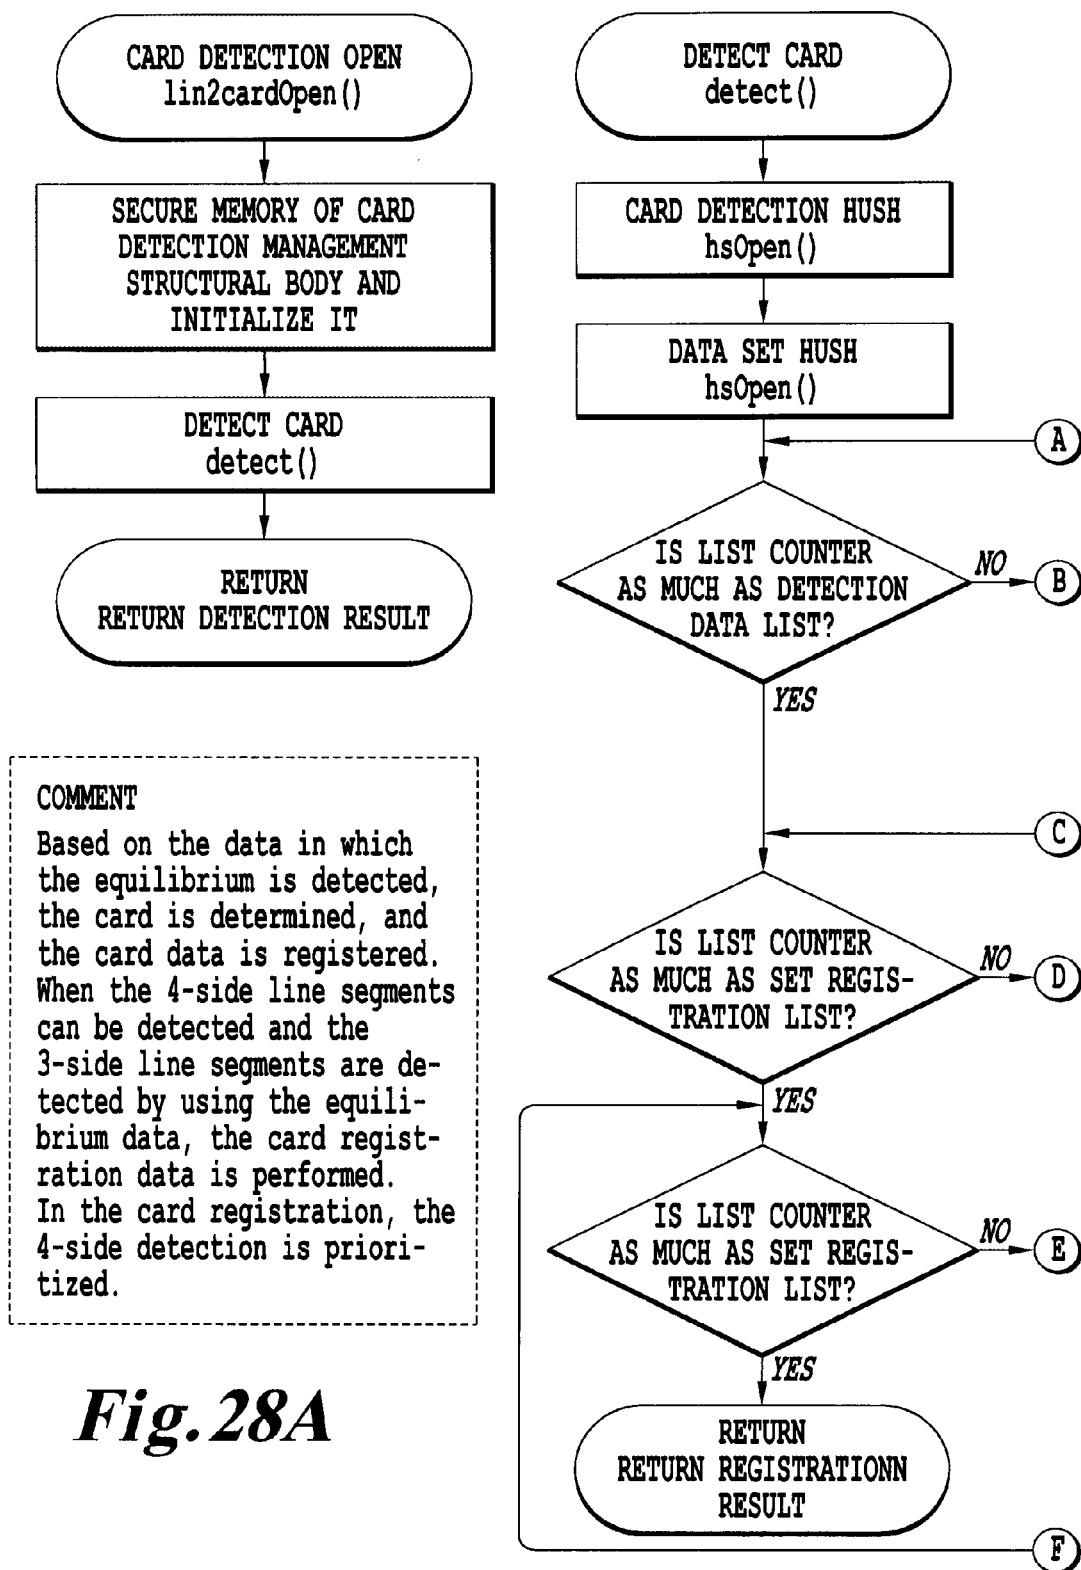 CARD DETECTION OPEN
lin2cardOpen()
SECURE MEMORY OF CARD
DETECTION MANAGEMENT
STRUCTURAL BODY AND
INITIALIZE IT
DETECT CARD
detect()
RETURN
RETURN DETECTION RESULT
COMMENT
Based on the data in which
the equilibrium is detected,
the card is determined, and
the card data is registered.
When the 4-side line segments
can be detected and the
3-side line segments are de-
tected by using the equili-
brium data, the card regist-
ration data is performed.
In the card registration, the
4-side detection is priori-
tized.
Fig.28A
DETECT CARD
detect()
CARD DETECTION HUSH
hsOpen()
DATA SET HUSH
hsOpen()
A
IS LIST COUNTER
AS MUCH AS DETECTION
DATA LIST?
NO
B
YES
C
IS LIST COUNTER
AS MUCH AS SET REGIS-
TRATION LIST?
NO
D
YES
IS LIST COUNTER
AS MUCH AS SET REGIS-
TRATION LIST?
NO
E
YES
RETURN
RETURN REGISTRATIONN
RESULT
F